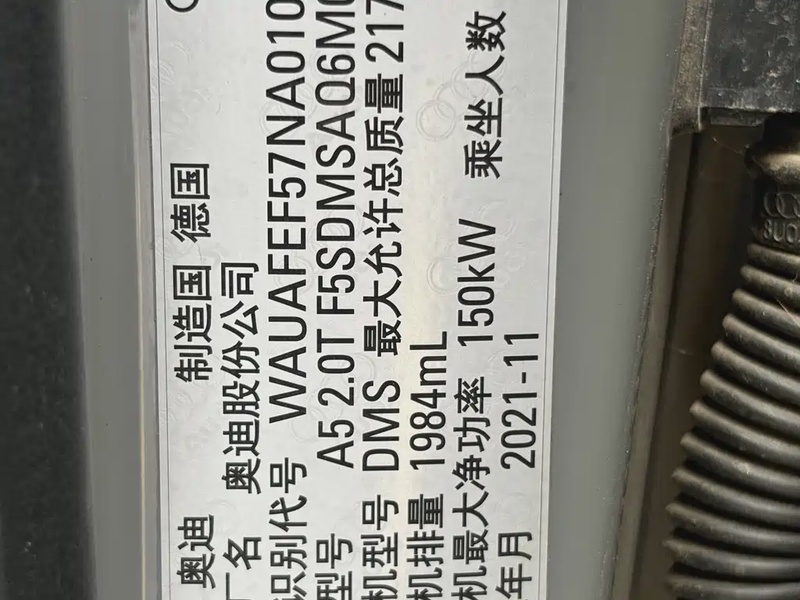 奥迪 制造国 德国
厂名 奥迪股份公司
识别代号 WAUAFEF57NA010
型号 A5 2.0T F5SDMSAQ6M0
机型号 DMS 最大允许总质量 217
机排量 1984mL
机最大净功率 150kW 乘坐人数
年月 2021-11